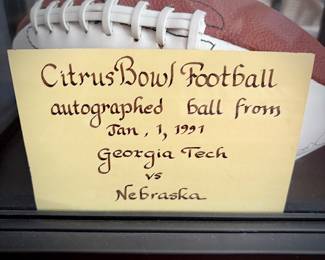 Citrus Bowl Football
autographed ball from
Jan, 1, 1991
Georgia Tech
vs
Nebraska